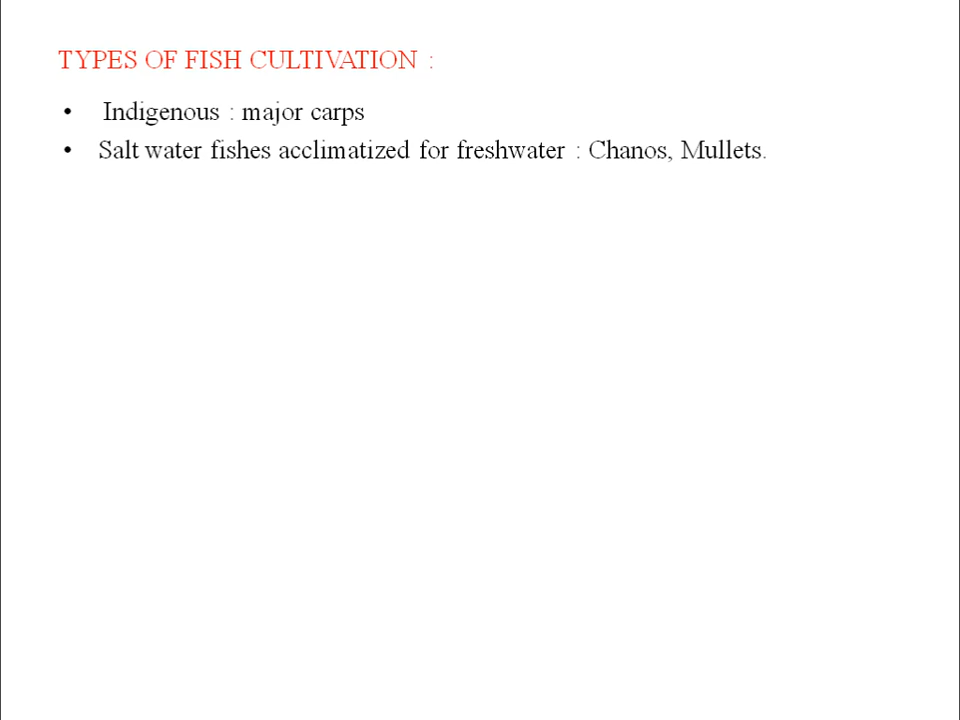 TYPES OF FISH CULTIVATION :
• Indigenous : major carps
• Salt water fishes acclimatized for freshwater : Chanos, Mullets.